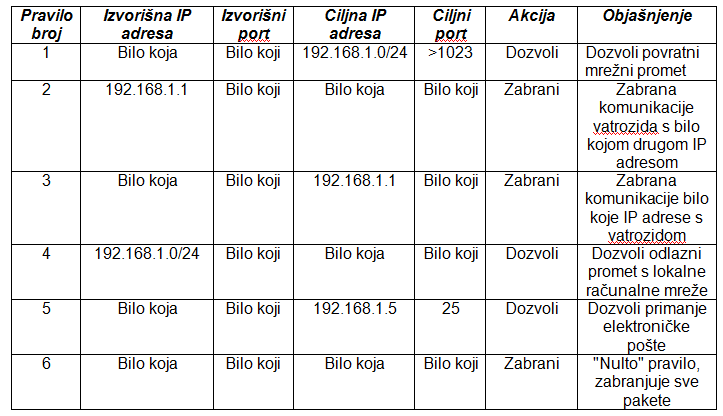 Pravilo broj
Izvorišna IP adresa
Izvorišni port
Ciljna IP adresa
Ciljni port
Akcija
Objašnjenje
1
Bilo koja
Bilo koji
192.168.1.0/24
>1023
Dozvoli
Dozvoli povratni
mrežni promet
2
192.168.1.1
Bilo koji
Bilo koja
Bilo koji
Zabrani
Zabrana
komunikacije
vatrozida s bilo
kojom drugom IP
adresom
3
Bilo koja
Bilo koji
192.168.1.1
Bilo koji
Zabrani
Zabrana
komunikacije bilo
koje IP adrese s
vatrozidom
4
192.168.1.0/24
Bilo koji
Bilo koja
Bilo koji
Dozvoli
Dozvoli odlazni
promet s lokalne
računalne mreže
5
Bilo koja
Bilo koji
192.168.1.5
25
Dozvoli
Dozvoli primanje
elektroničke
pošte
6
Bilo koja
Bilo koji
Bilo koja
Bilo koji
Zabrani
"Nulto" pravilo,
zabranjuje sve
pakete